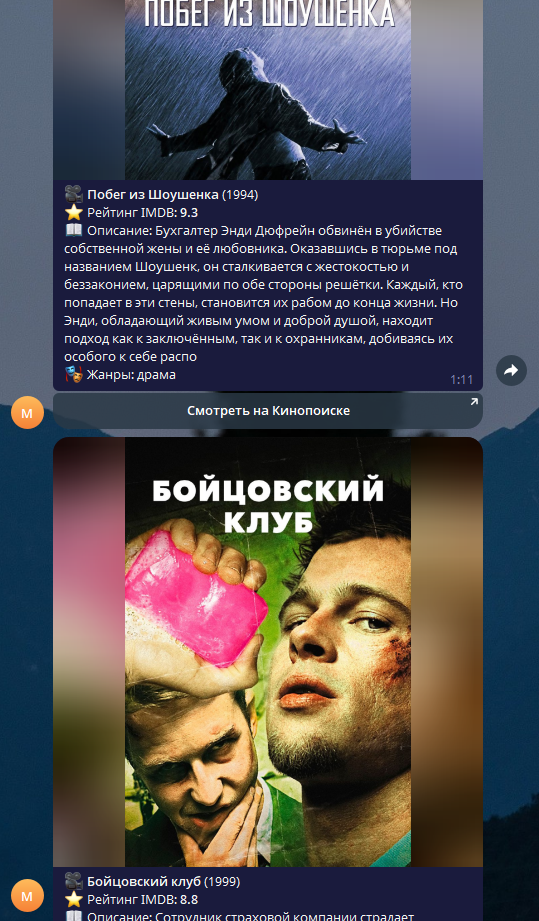 ПОБЕГ ИЗ ШОУШЕНКА
Побег из Шоушенка (1994)
Рейтинг IMDB: 9.3
Описание: Бухгалтер Энди Дюфрейн обвинён в убийстве
собственной жены и её любовника. Оказавшись в тюрьме под
названием Шоушенк, он сталкивается с жестокостью и
беззаконием, царящими по обе стороны решётки. Каждый, кто
попадает в эти стены, становится их рабом до конца жизни. Но
Энди, обладающий живым умом и доброй душой, находит
подход как к заключённым, так и к охранникам, добиваясь их
особого к себе распо
Жанры: драма
1:11
М
Смотреть на Кинопоиске
БОЙЦОВСКИЙ
КЛУБ
М
Бойцовский клуб (1999)
Рейтинг IMDB: 8.8
Описание: Сотрудник страховой компании страдает